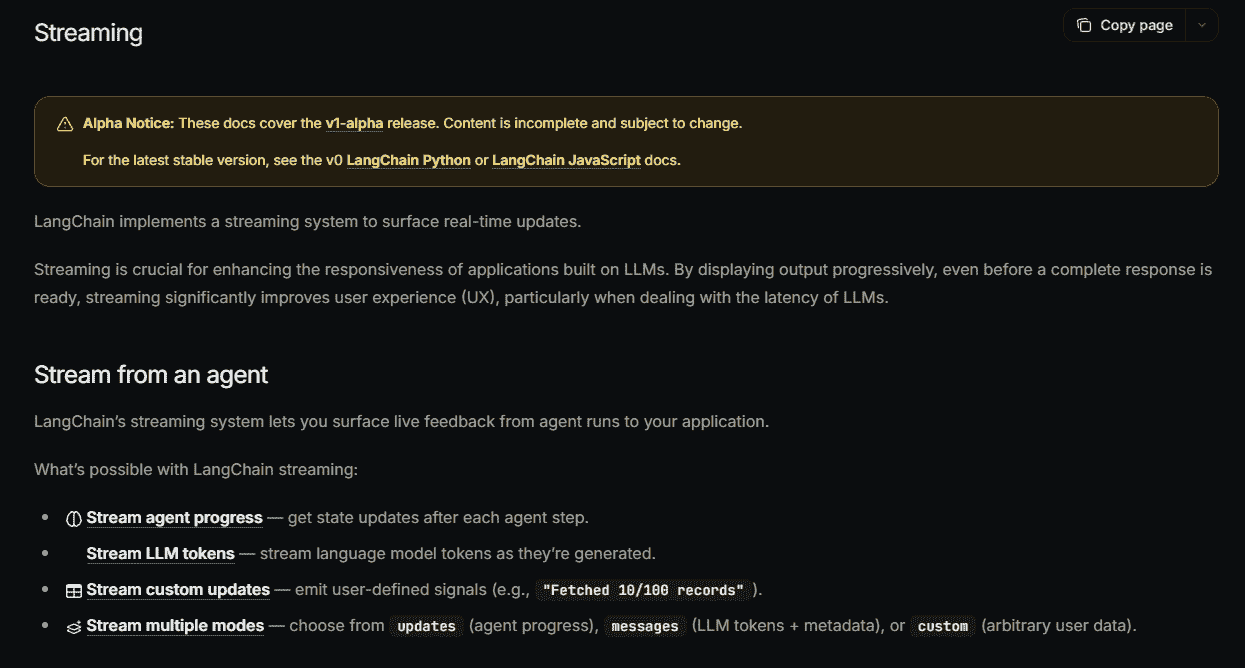 Streaming
Copy page
Alpha Notice: These docs cover the v1-alpha release. Content is incomplete and subject to change.
For the latest stable version, see the v0 LangChain Python or LangChain JavaScript docs.
LangChain implements a streaming system to surface real-time updates.
Streaming is crucial for enhancing the responsiveness of applications built on LLMs. By displaying output progressively, even before a complete response is
ready, streaming significantly improves user experience (UX), particularly when dealing with the latency of LLMs.
Stream from an agent
LangChain’s streaming system lets you surface live feedback from agent runs to your application.
What’s possible with LangChain streaming:
• Stream agent progress — get state updates after each agent step.
• Stream LLM tokens — stream language model tokens as they’re generated.
• Stream custom updates — emit user-defined signals (e.g., "Fetched 10/100 records" ).
• Stream multiple modes — choose from updates (agent progress), messages (LLM tokens + metadata), or custom (arbitrary user data).